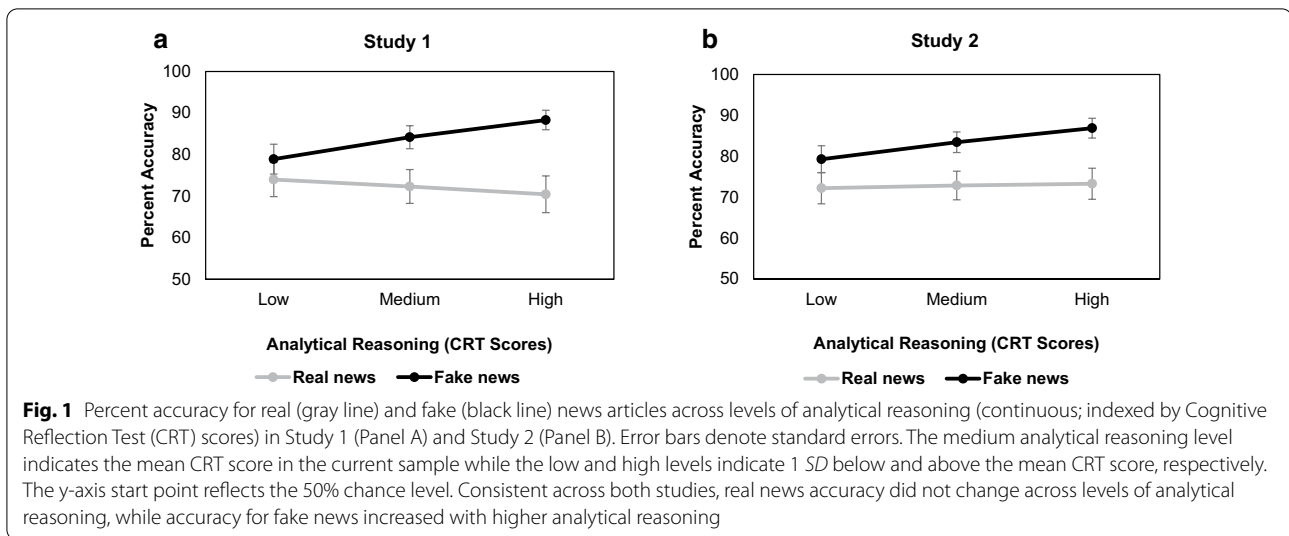 a
Study 1
100
90
80
70
60
50
Percent Accuracy
Low Medium High
Analytical Reasoning (CRT Scores)
Real news Fake news
b
Study 2
100
90
80
70
60
50
Percent Accuracy
Low Medium High
Analytical Reasoning (CRT Scores)
Real news Fake news
Fig. 1 Percent accuracy for real (gray line) and fake (black line) news articles across levels of analytical reasoning (continuous; indexed by Cognitive
Reflection Test (CRT) scores) in Study 1 (Panel A) and Study 2 (Panel B). Error bars denote standard errors. The medium analytical reasoning level
indicates the mean CRT score in the current sample while the low and high levels indicate 1 SD below and above the mean CRT score, respectively.
The y-axis start point reflects the 50% chance level. Consistent across both studies, real news accuracy did not change across levels of analytical
reasoning, while accuracy for fake news increased with higher analytical reasoning